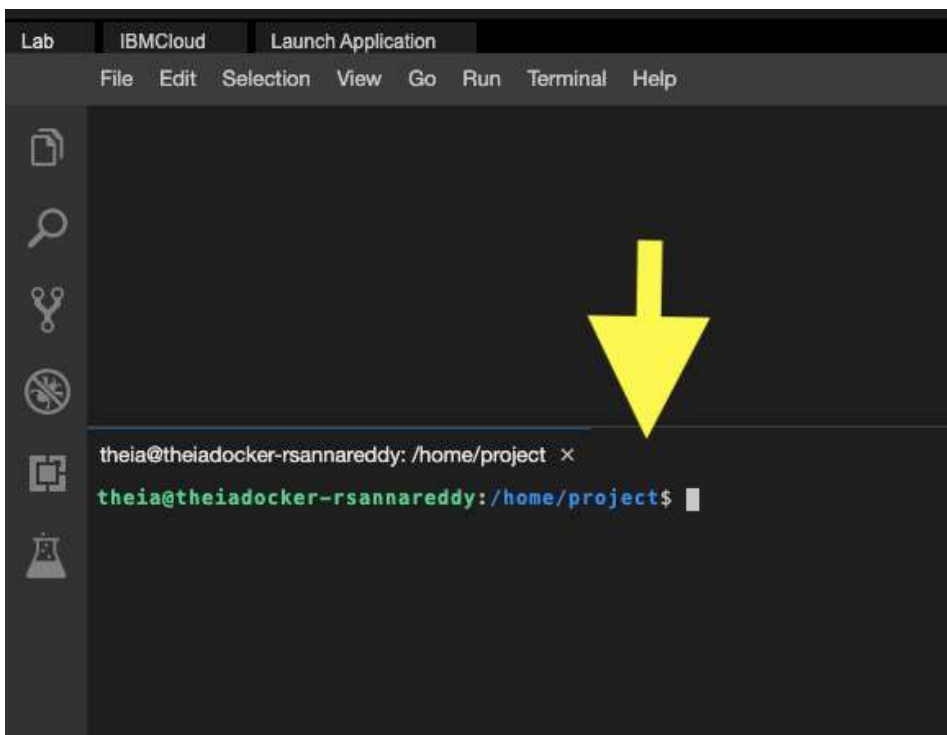 Lab IBMCloud Launch Application
File Edit Selection View Go Run Terminal Help
theia@theiadocker-rsannareddy: /home/project ×
theia@theiadocker-rsannareddy:/home/project$